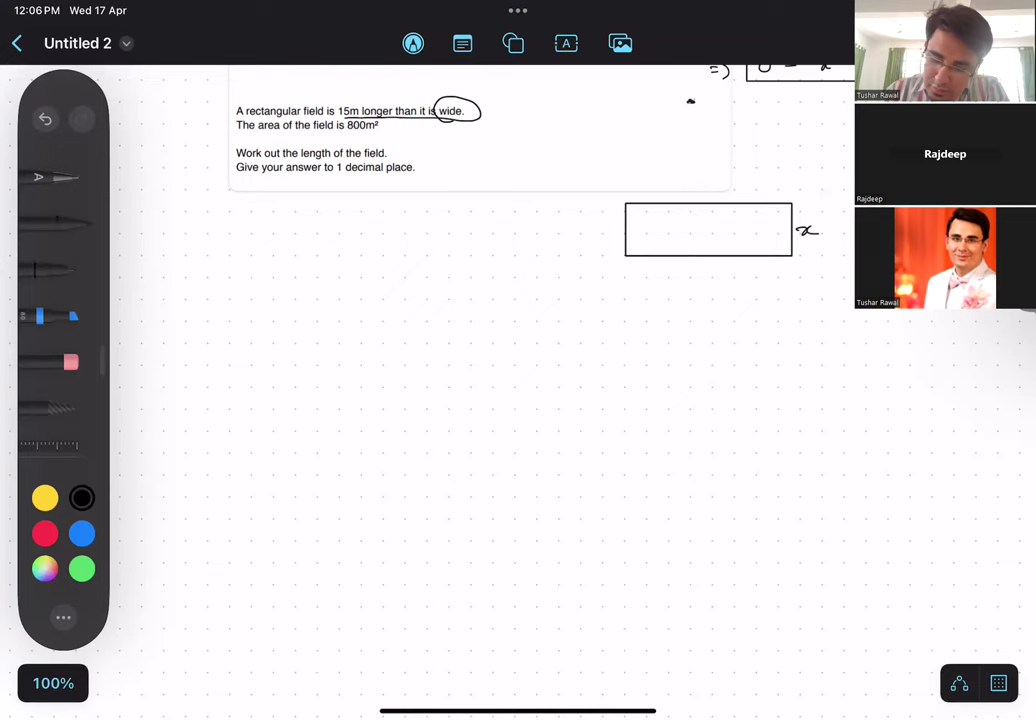 12:06 PM Wed 17 Apr
Untitled 2
A rectangular field is 15m longer than it is wide.
The area of the field is 800m²
Work out the length of the field.
Give your answer to 1 decimal place.
x
Tushar Rawal
Rajdeep
Rajdeep
Tushar Rawal
A
A
100%